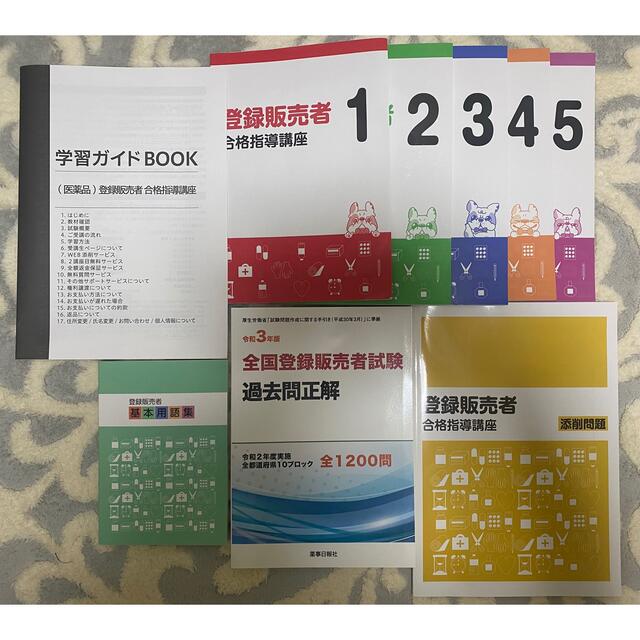 学習ガイドBOOK
(医薬品)登録販売者 合格指導講座
1. はじめに
2. 教材確認
3. 試験概要
4. ご受講の流れ
5. 学習方法
6. 受講生ページについて
7. WEB添削サービス
8. 2講座目無料サービス
9. 全額返金保証サービス
10. 無料質問サービス
11. その他サポートサービスについて
12. 権利譲渡について
13. お支払い方法について
14. お支払いが遅れた場合
15. お支払いについての約款
16. 返品について
17. 住所変更/氏名変更/お問い合わせ/個人情報について
登録販売者
合格指導講座
1
者
2
3
4
5
登録販売者
基本用語集
厚生労働省「試験問題作成に関する手引き(平成30年3月)」に準拠
令和3年版
全国登録販売者試験
過去問正解
令和2年度実施
全都道府県10ブロック
全1200問
薬事日報社
登録販売者
合格指導講座
添削問題